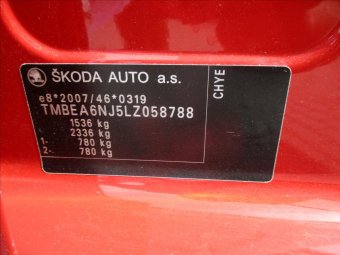 ŠKODA AUTO a.s.
e8*2007/46*0319
TMBEA6NJ5LZ058788
1536 kg
2336 kg
1- 780 kg
2- 780 kg
CHYE